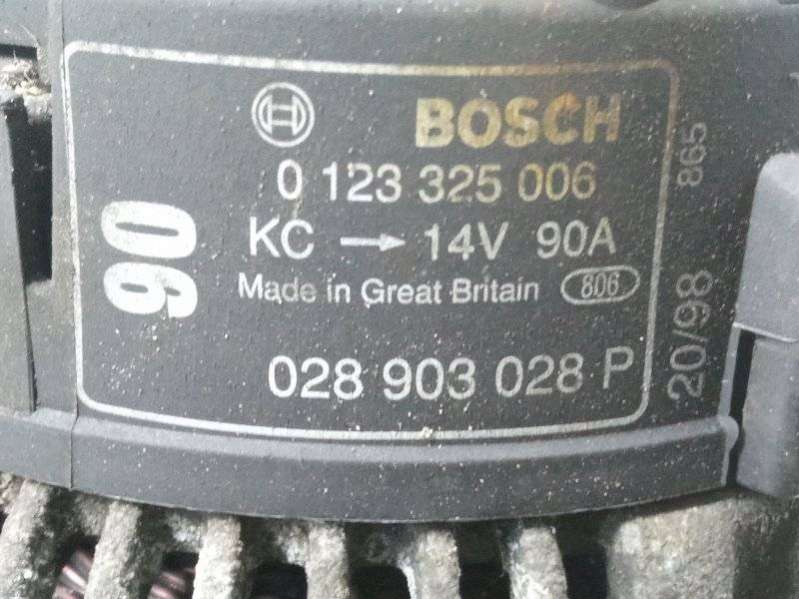 BOSCH
0 123 325 006
KC → 14V 90A
Made in Great Britain 806
028 903 028 P
90
20/98 865